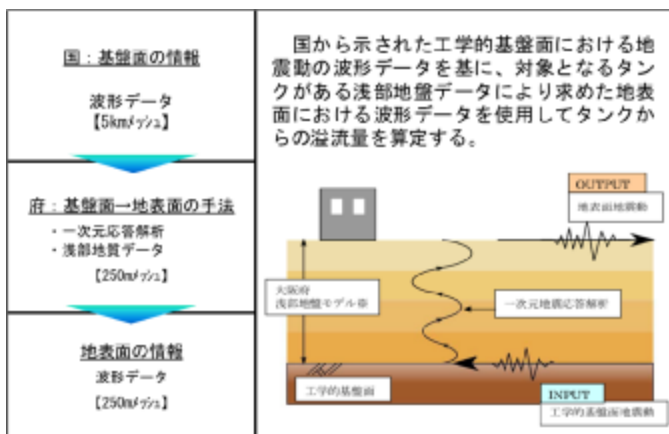 国：基盤面の情報
波形データ
【5kmメッシュ】
府：基盤面→地表面の手法
・一次元応答解析
・浅部地質データ
【250mメッシュ】
地表面の情報
波形データ
【250mメッシュ】
国から示された工学的基盤面における地
震動の波形データを基に、対象となるタン
クがある浅部地盤データにより求めた地表
面における波形データを使用してタンクか
らの溢流量を算定する。
OUTPUT
地表面地震動
大阪府
浅部地盤モデル※
一次元地震応答解析
工学的基盤面
INPUT
工学的基盤面地震動